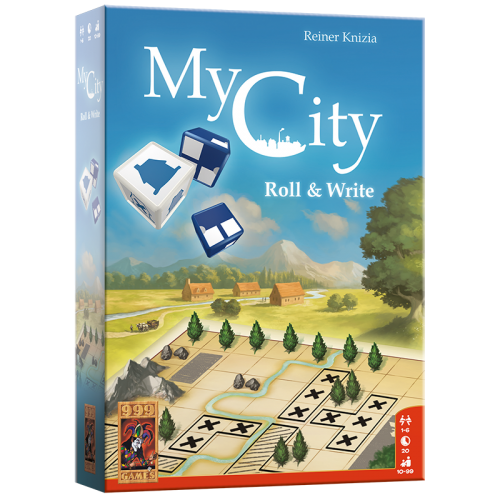 Reiner Knizia
My City
Roll & Write
My City
Roll & Write
999
GAMES
1-6
20
10-99